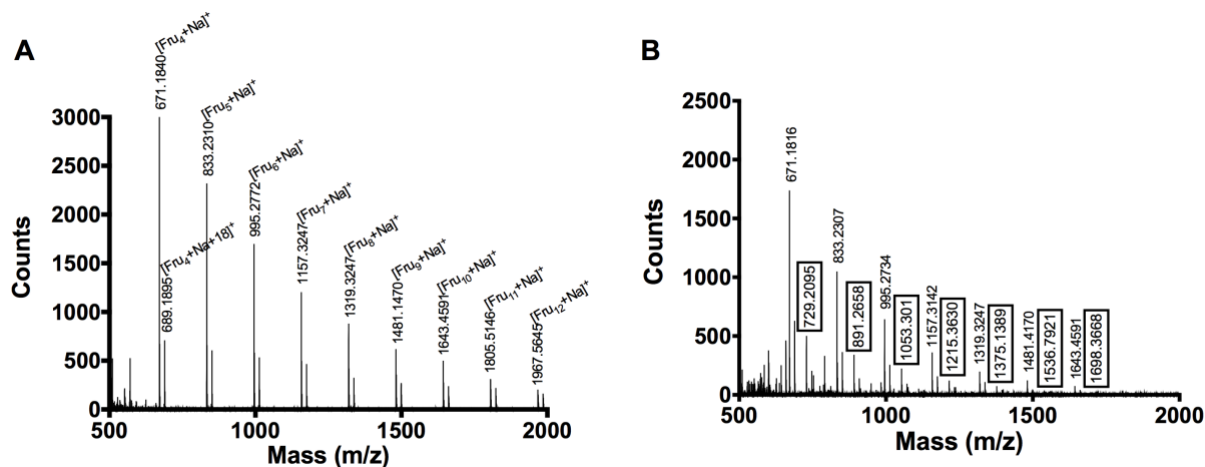 A
[Fru4+Na]+
671.1840
[Fru5+Na]+
833.2310
[Fru6+Na]+
995.2772
[Fru7+Na]+
1157.3247
[Fru8+Na]+
1319.3247
[Fru9+Na]+
1481.1470
[Fru10+Na]+
1643.4591
[Fru11+Na]+
1805.5146
[Fru12+Na]+
1967.5645
[Fru4+Na+18]+
689.1895
Counts
3000
2500
2000
1500
1000
500
0
500
1000
1500
2000
Mass (m/z)
B
671.1816
729.2095
833.2307
891.2658
995.2734
1053.301
1157.3142
1215.3630
1319.3247
1375.1389
1481.4170
1536.7921
1643.4591
1698.3668
Counts
2500
2000
1500
1000
500
0
500
1000
1500
2000
Mass (m/z)